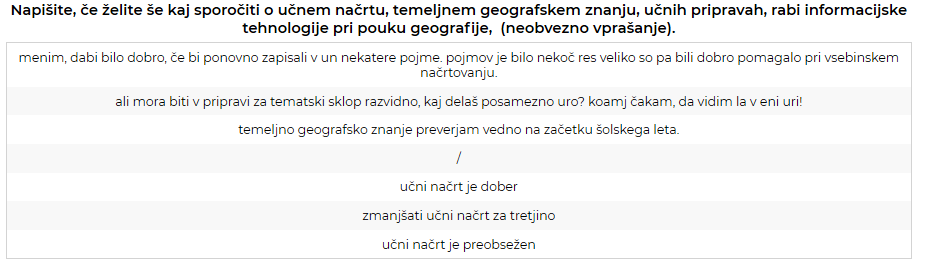 Napišite, če želite še kaj sporočiti o učnem načrtu, temeljnem geografskem znanju, učnih pripravah, rabi informacijske
tehnologije pri pouku geografije, (neobvezno vprašanje).
menim, dabi bilo dobro, če bi ponovno zapisali v un nekatere pojme. pojmov je bilo nekoč res veliko so pa bili dobro pomagalo pri vsebinskem
načrtovanju.
ali mora biti v pripravi za tematski sklop razvidno, kaj delaš posamezno uro? koamj čakam, da vidim la v eni uri!
temeljno geografsko znanje preverjam vedno na začetku šolskega leta.
/
učni načrt je dober
zmanjšati učni načrt za tretjino
učni načrt je preobsežen